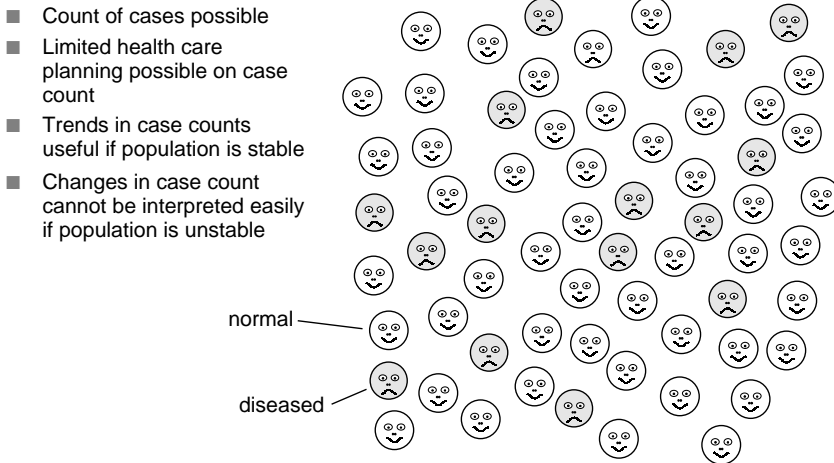 ■ Count of cases possible
■ Limited health care
planning possible on case
count
■ Trends in case counts
useful if population is stable
■ Changes in case count
cannot be interpreted easily
if population is unstable
normal
diseased